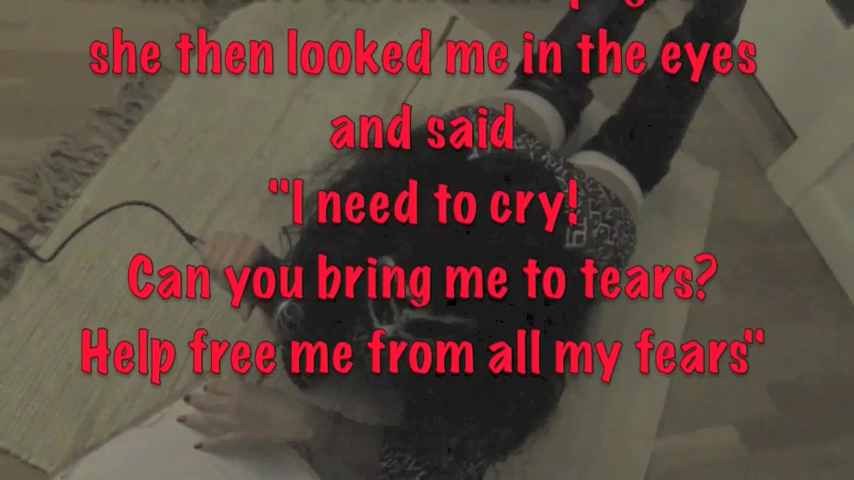 she then looked me in the eyes
and said
"I need to cry!
Can you bring me to tears?
Help free me from all my fears"